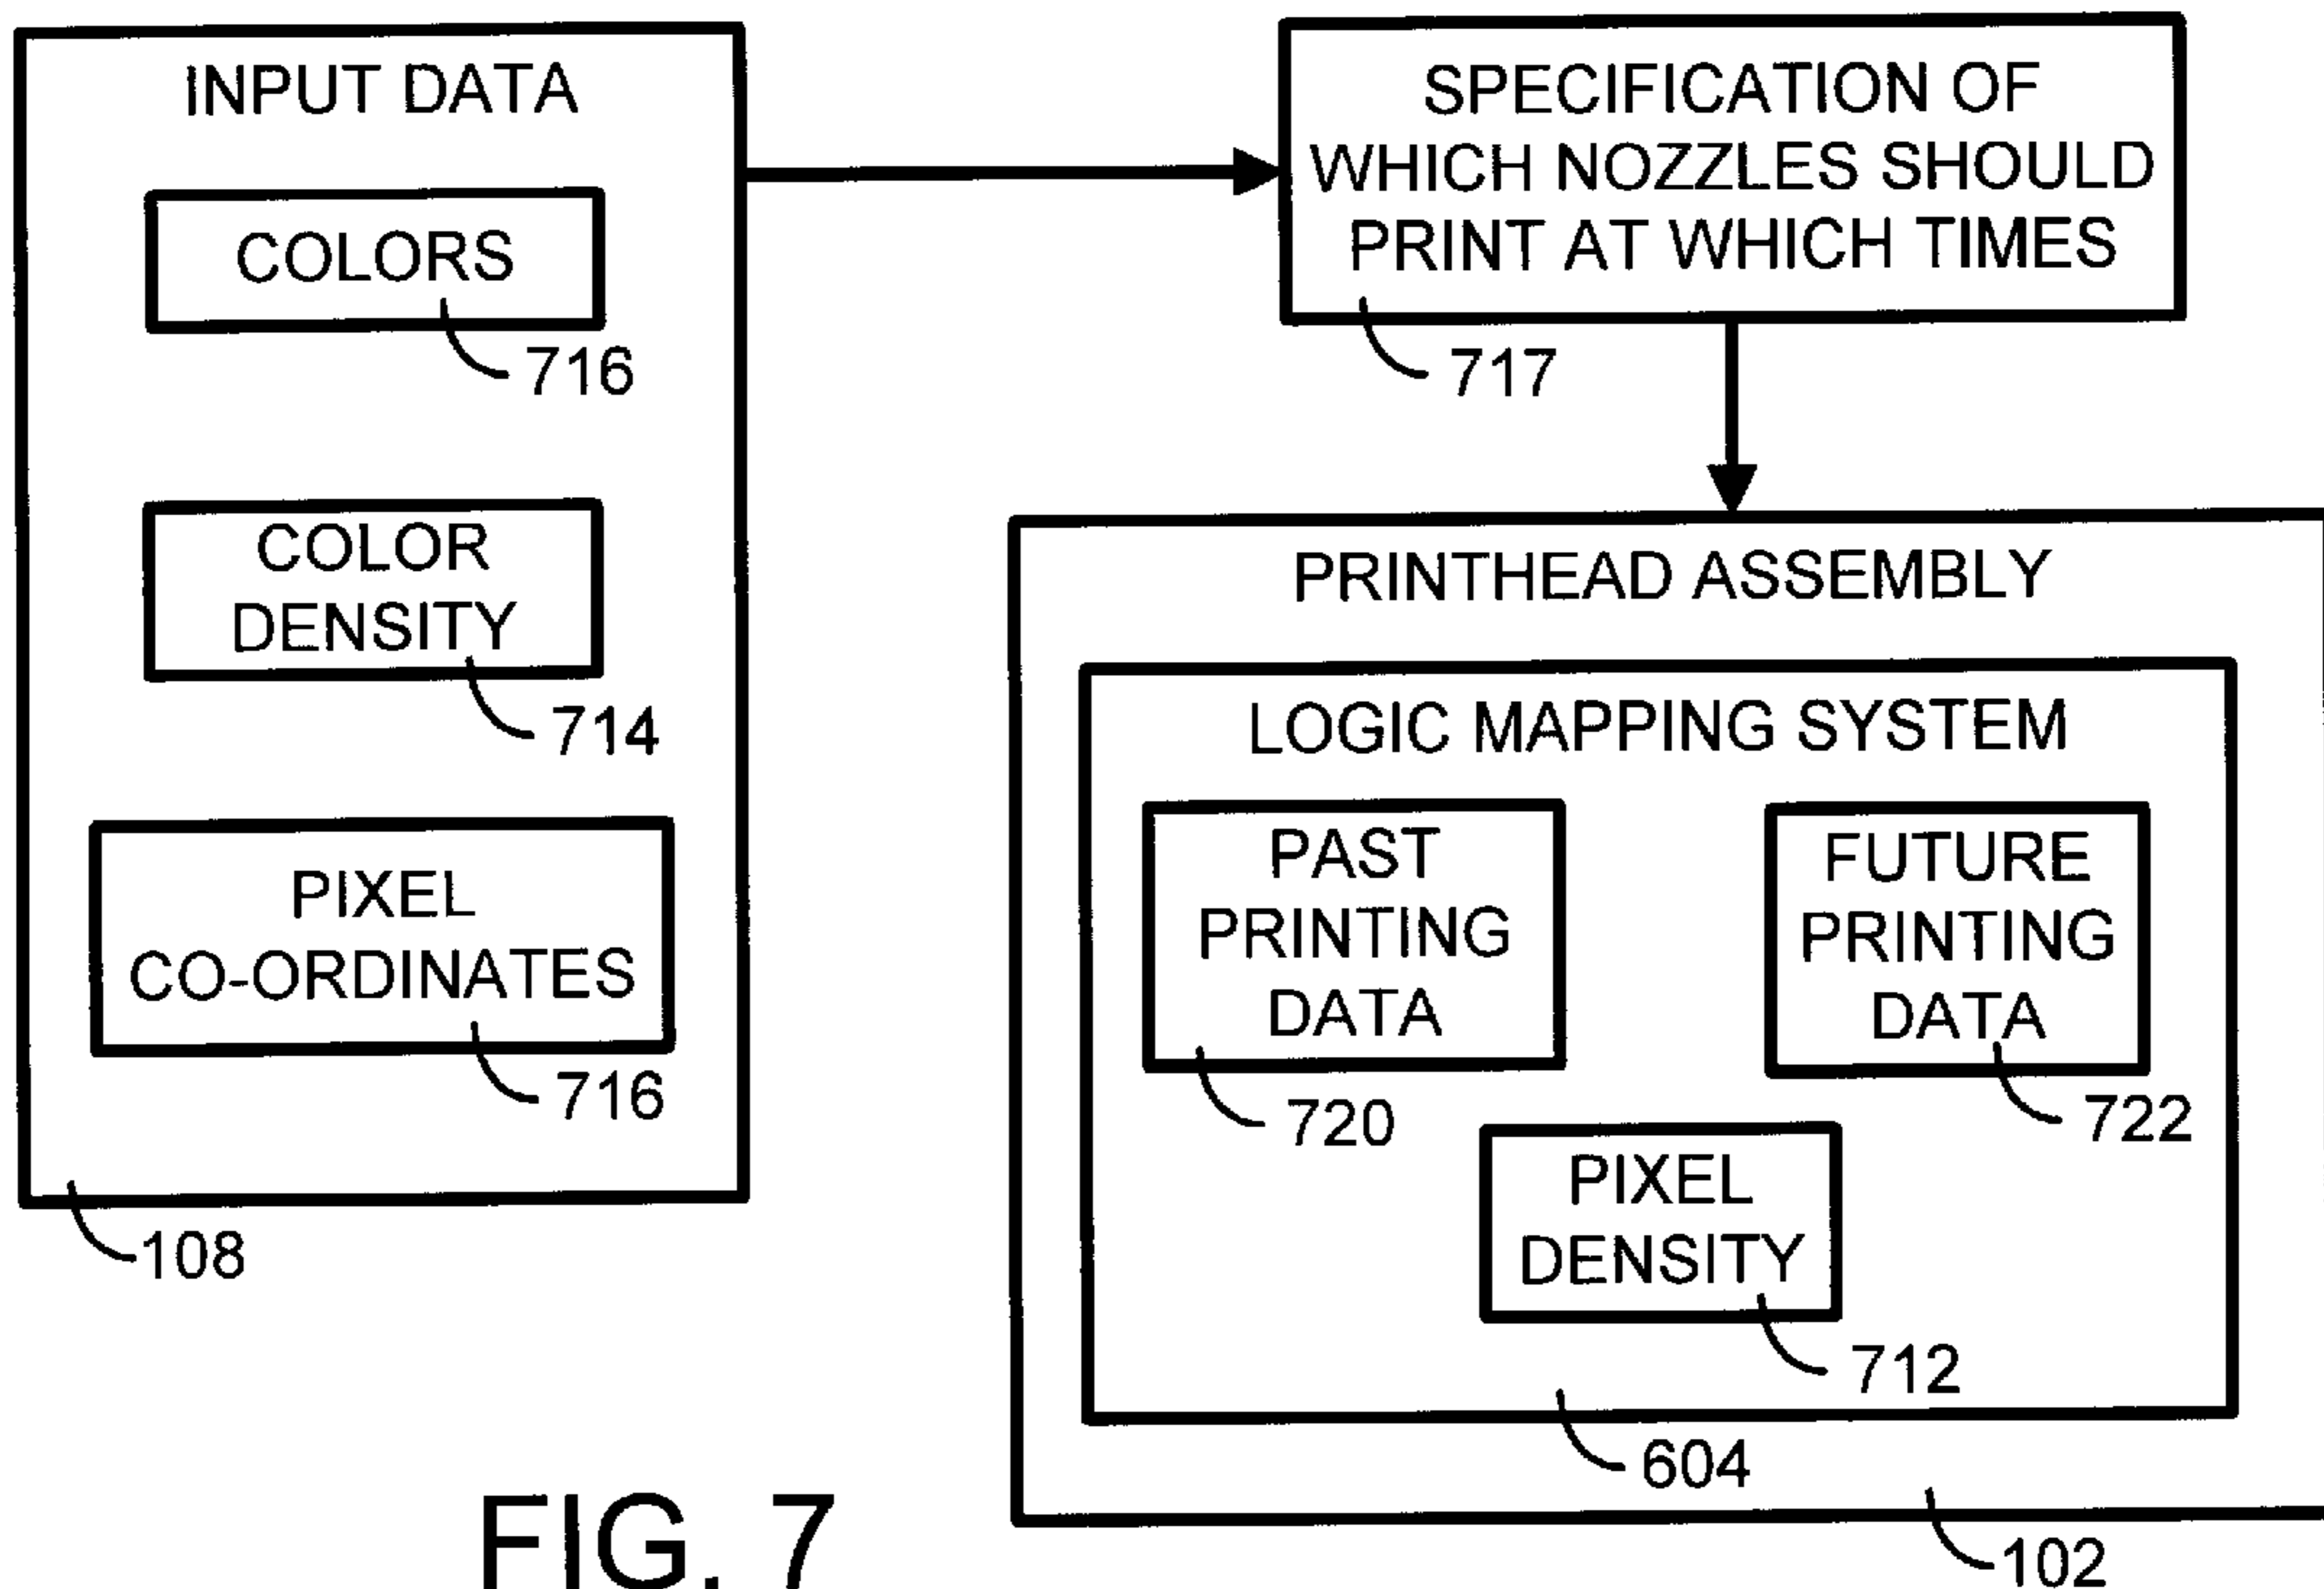 INPUT DATA
COLORS
716
COLOR
DENSITY
714
PIXEL
CO-ORDINATES
716
108
SPECIFICATION OF
WHICH NOZZLES SHOULD
PRINT AT WHICH TIMES
717
PRINTHEAD ASSEMBLY
LOGIC MAPPING SYSTEM
PAST
PRINTING
DATA
720
FUTURE
PRINTING
DATA
722
PIXEL
DENSITY
712
604
102
FIG. 7